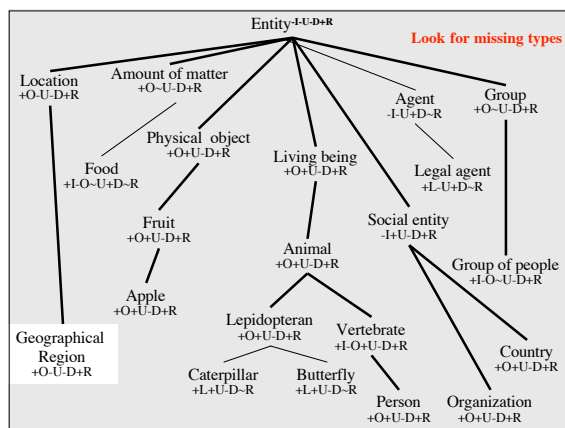 Entity-I-U-D+R
Look for missing types
Location
+O-U-D+R
Amount of matter
+O~U-D+R
Agent
-I-U+D~R
Group
+O~U-D+R
Physical object
+O+U-D+R
Food
+I-O~U+D~R
Living being
+O+U-D+R
Legal agent
+L-U+D~R
Fruit
+O+U-D+R
Social entity
-I+U-D+R
Animal
+O+U-D+R
Group of people
+I-O~U-D+R
Apple
+O+U-D+R
Lepidopteran
+O+U-D+R
Vertebrate
+I-O+U-D+R
Geographical
Region
+O-U-D+R
Country
+O+U-D+R
Caterpillar
+L+U-D~R
Butterfly
+L+U-D~R
Person
+O+U-D+R
Organization
+O+U-D+R